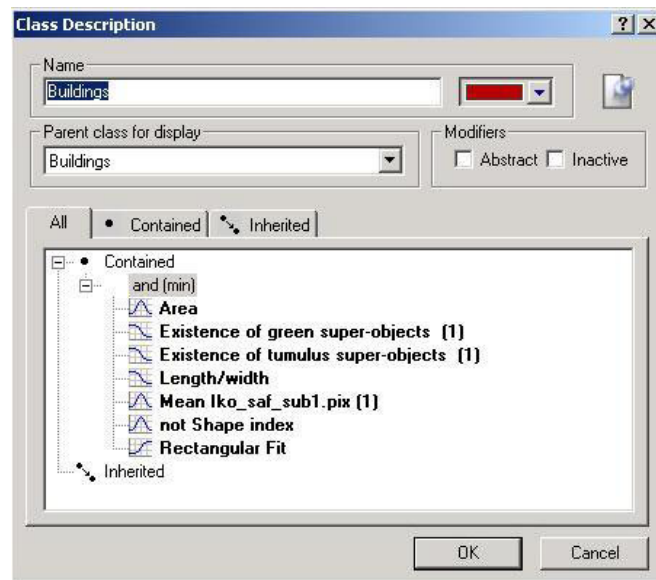 Class Description
Name
Buildings
Parent class for display
Buildings
Modifiers
Abstract
Inactive
All
Contained
Inherited
Contained
and (min)
Area
Existence of green super-objects (1)
Existence of tumulus super-objects (1)
Length/width
Mean Iko_saf_sub1.pix (1)
not Shape index
Rectangular Fit
Inherited
OK
Cancel